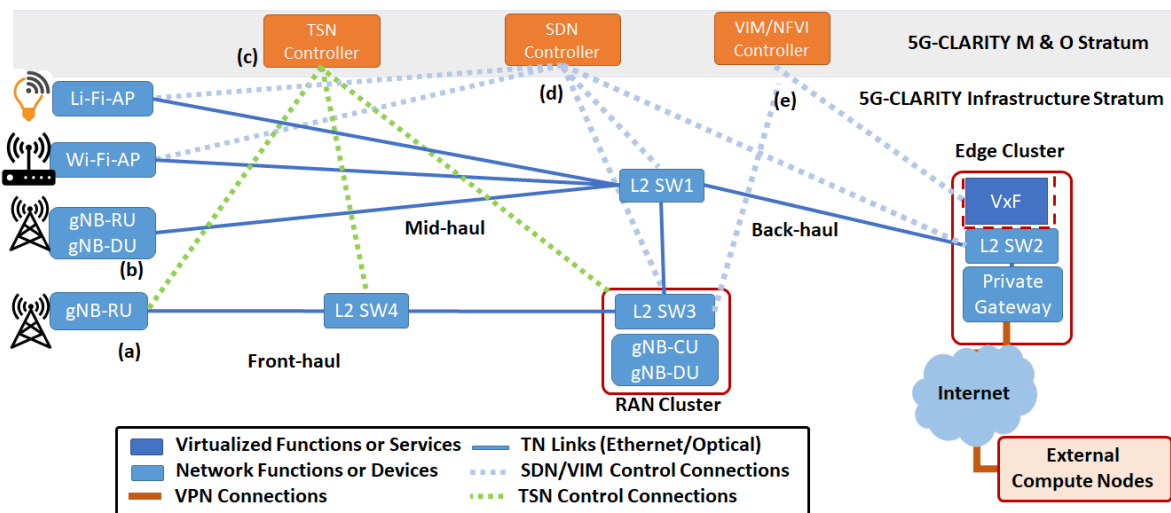 TSN
Controller
SDN
Controller
VIM/NFVI
Controller
5G-CLARITY M & O Stratum
(c)
(d)
(e)
5G-CLARITY Infrastructure Stratum
Li-Fi-AP
Wi-Fi-AP
Edge Cluster
VxF
L2 SW1
gNB-RU
gNB-DU
Mid-haul
Back-haul
L2 SW2
(b)
Private
Gateway
gNB-RU
L2 SW4
L2 SW3
(a)
Front-haul
gNB-CU
gNB-DU
RAN Cluster
Internet
Virtualized Functions or Services
TN Links (Ethernet/Optical)
Network Functions or Devices
SDN/VIM Control Connections
VPN Connections
TSN Control Connections
External
Compute Nodes